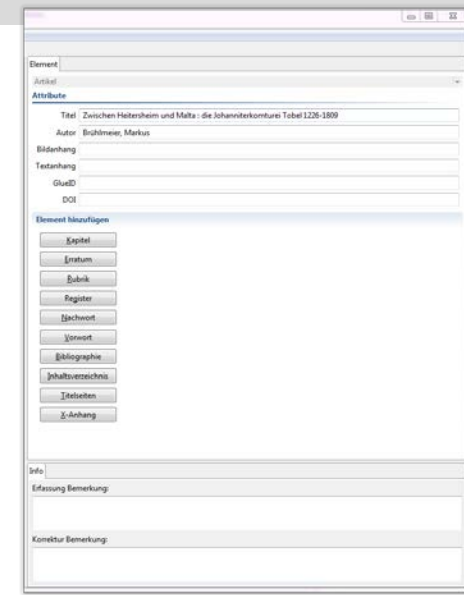 Element
Artikel
Attribute
Titel Zwischen Heitersheim und Malta : die Johanniterkomturei Tobel 1226-1809
Autor Brühlmeier, Markus
Bildanhang
Textanhang
GlueID
DOI
Element hinzufügen
Kapitel
Erratum
Rubrik
Register
Nachwort
Vorwort
Bibliographie
Inhaltsverzeichnis
Titelseiten
X-Anhang
Info
Erfassung Bemerkung:
Korrektur Bemerkung: